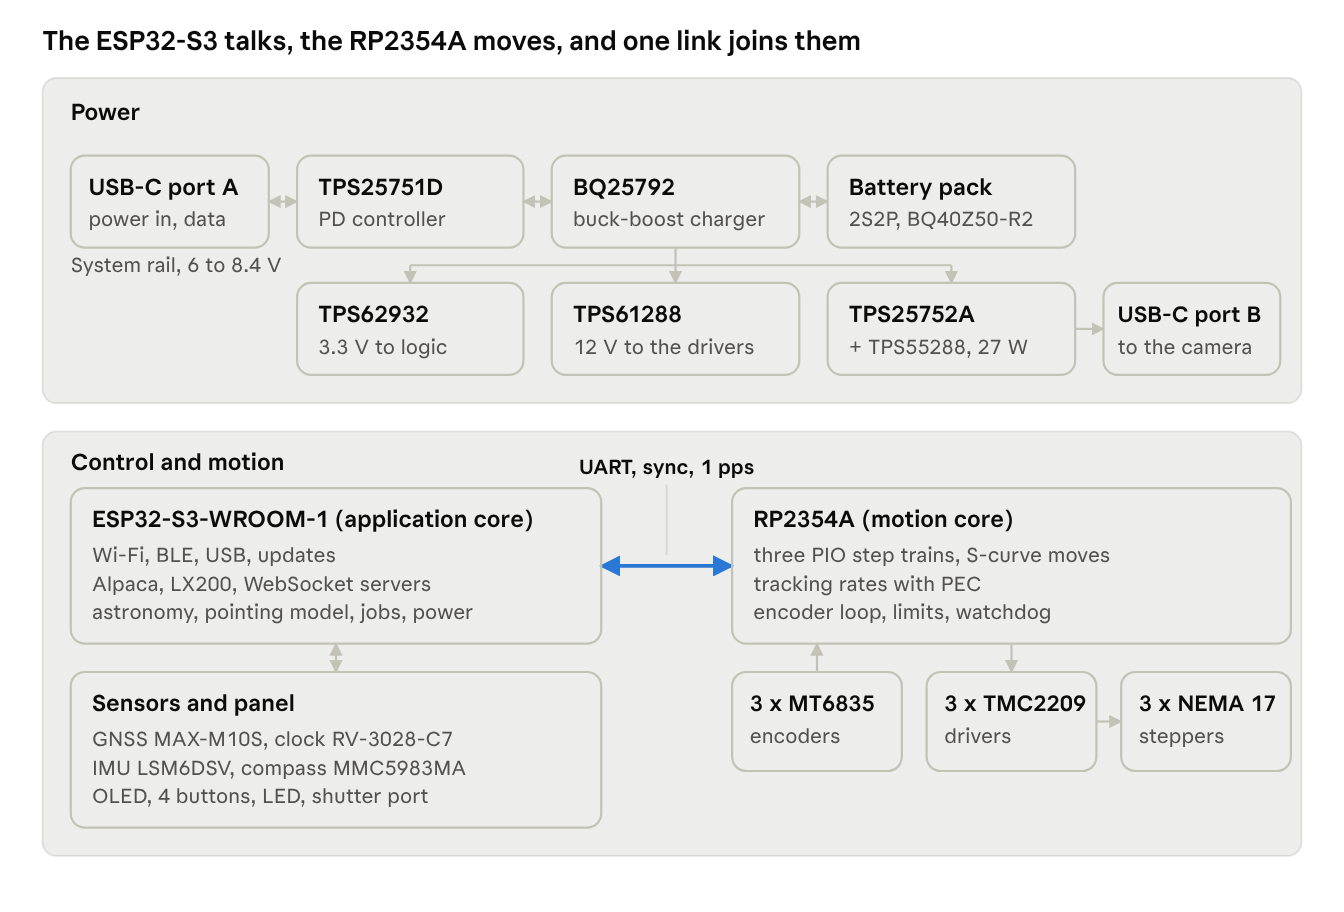 The ESP32-S3 talks, the RP2354A moves, and one link joins them
Power
USB-C port A
power in, data
TPS25751D
PD controller
BQ25792
buck-boost charger
Battery pack
2S2P, BQ40Z50-R2
System rail, 6 to 8.4 V
TPS62932
3.3 V to logic
TPS61288
12 V to the drivers
TPS25752A
+ TPS55288, 27 W
USB-C port B
to the camera
Control and motion
UART, sync, 1 pps
ESP32-S3-WROOM-1 (application core)
Wi-Fi, BLE, USB, updates
Alpaca, LX200, WebSocket servers
astronomy, pointing model, jobs, power
RP2354A (motion core)
three PIO step trains, S-curve moves
tracking rates with PEC
encoder loop, limits, watchdog
Sensors and panel
GNSS MAX-M10S, clock RV-3028-C7
IMU LSM6DSV, compass MMC5983MA
OLED, 4 buttons, LED, shutter port
3 x MT6835
encoders
3 x TMC2209
drivers
3 x NEMA 17
steppers